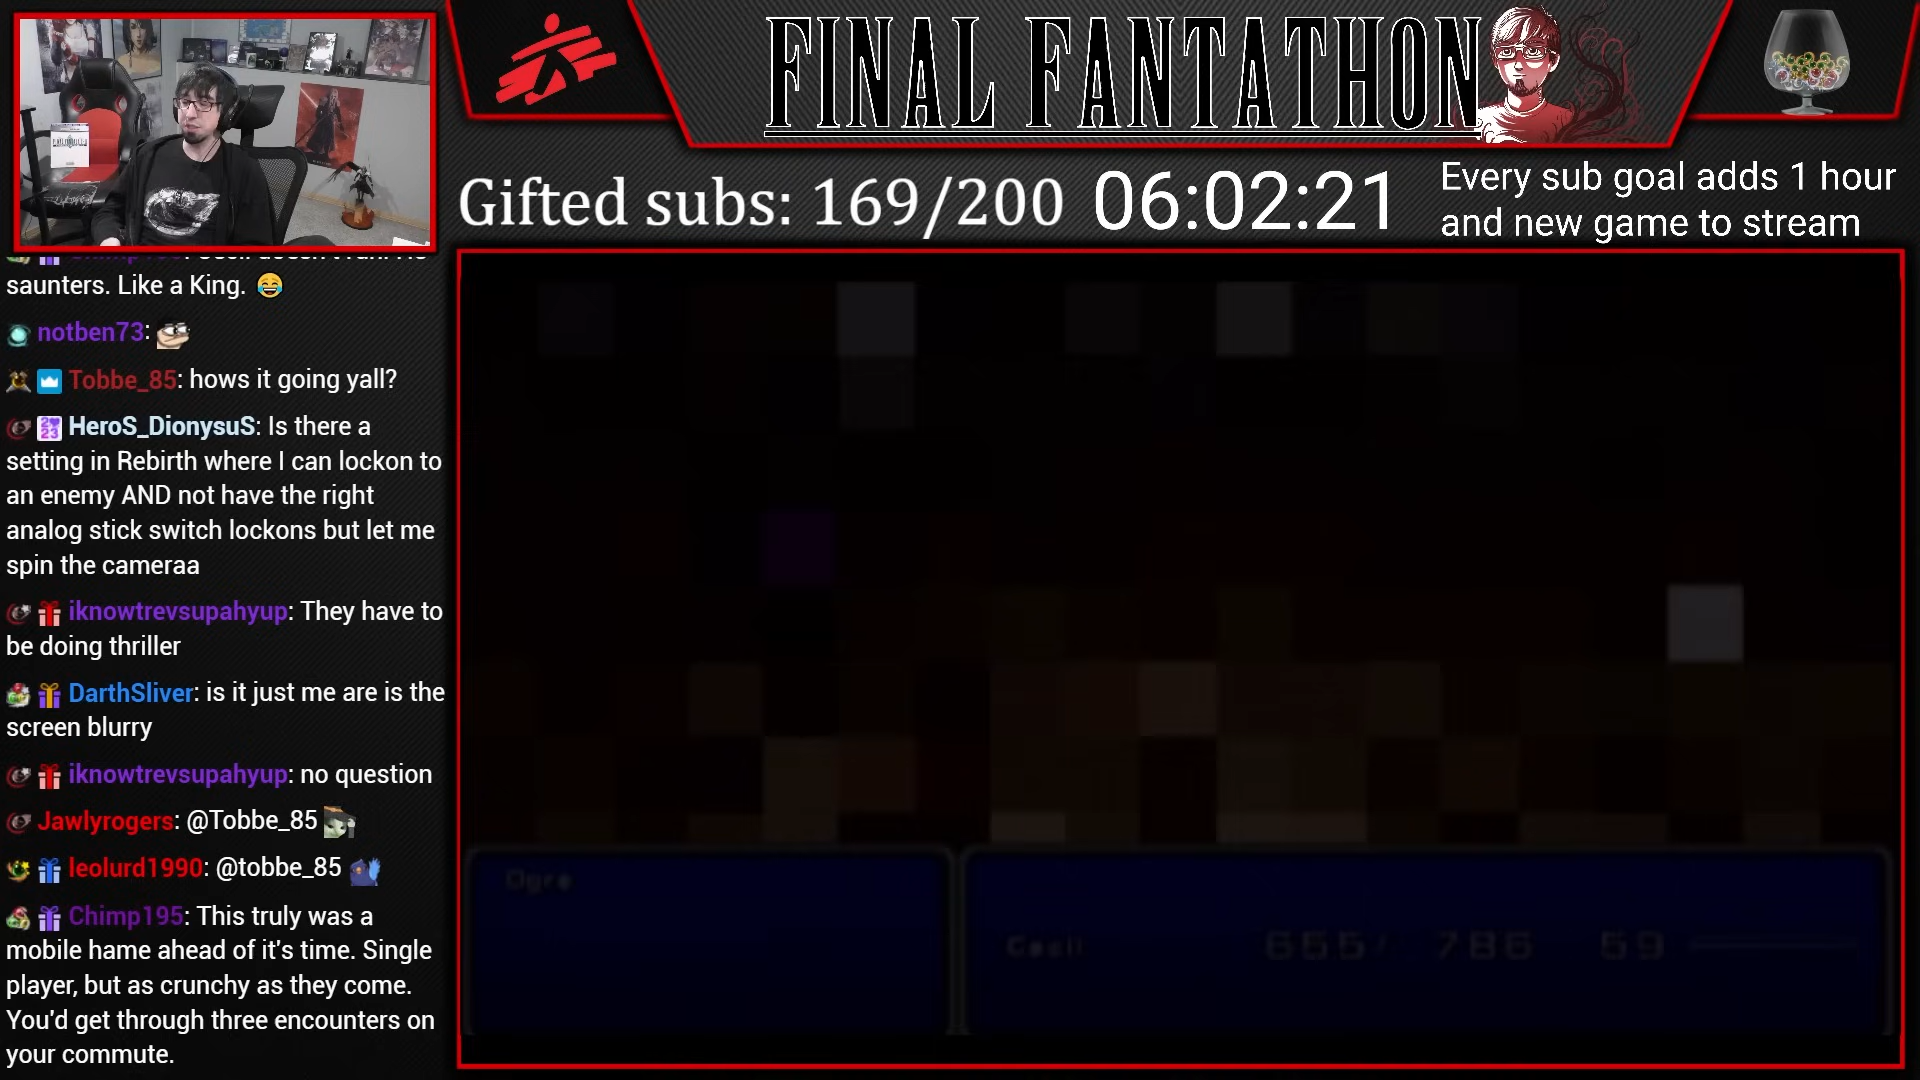 FINAL FANTATHON
Gifted subs: 169/200
06:02:21
Every sub goal adds 1 hour
and new game to stream
saunters. Like a King.
notben73:
Tobbe_85: hows it going yall?
HeroS_DionysuS: Is there a
setting in Rebirth where I can lockon to
an enemy AND not have the right
analog stick switch lockons but let me
spin the cameraa
iknowtrevsupahyup: They have to
be doing thriller
DarthSliver: is it just me are is the
screen blurry
iknowtrevsupahyup: no question
Jawlyrogers: @Tobbe_85
leolurd1990: @tobbe_85
Chimp195: This truly was a
mobile hame ahead of it's time. Single
player, but as crunchy as they come.
You'd get through three encounters on
your commute.
Ogre
Cecil 655/ 786 59